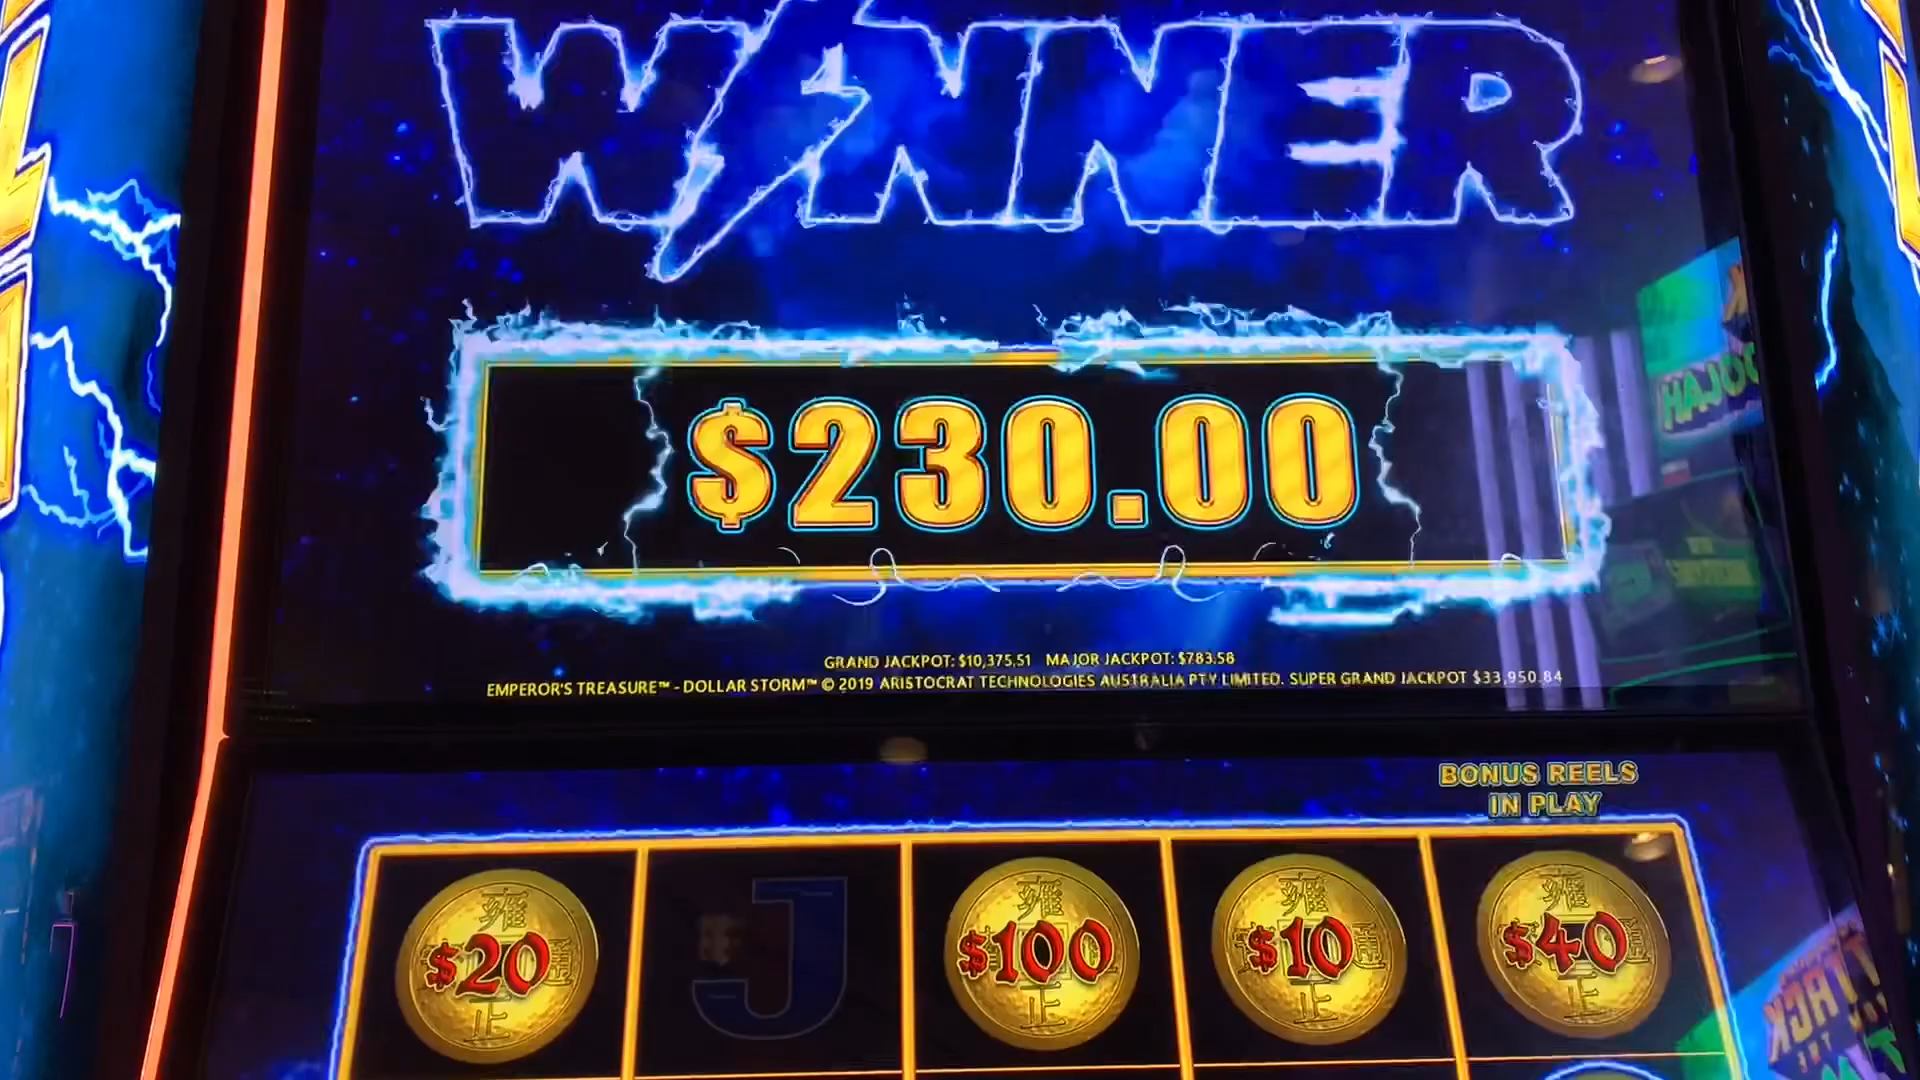 WINNER
$230.00
GRAND JACKPOT: $10,375.51 MAJOR JACKPOT: $783.58
EMPEROR'S TREASURE™ - DOLLAR STORM™ © 2019 ARISTOCRAT TECHNOLOGIES AUSTRALIA PTY LIMITED. SUPER GRAND JACKPOT $33,950.84
BONUS REELS
IN PLAY
$20
J
$100
$10
$40